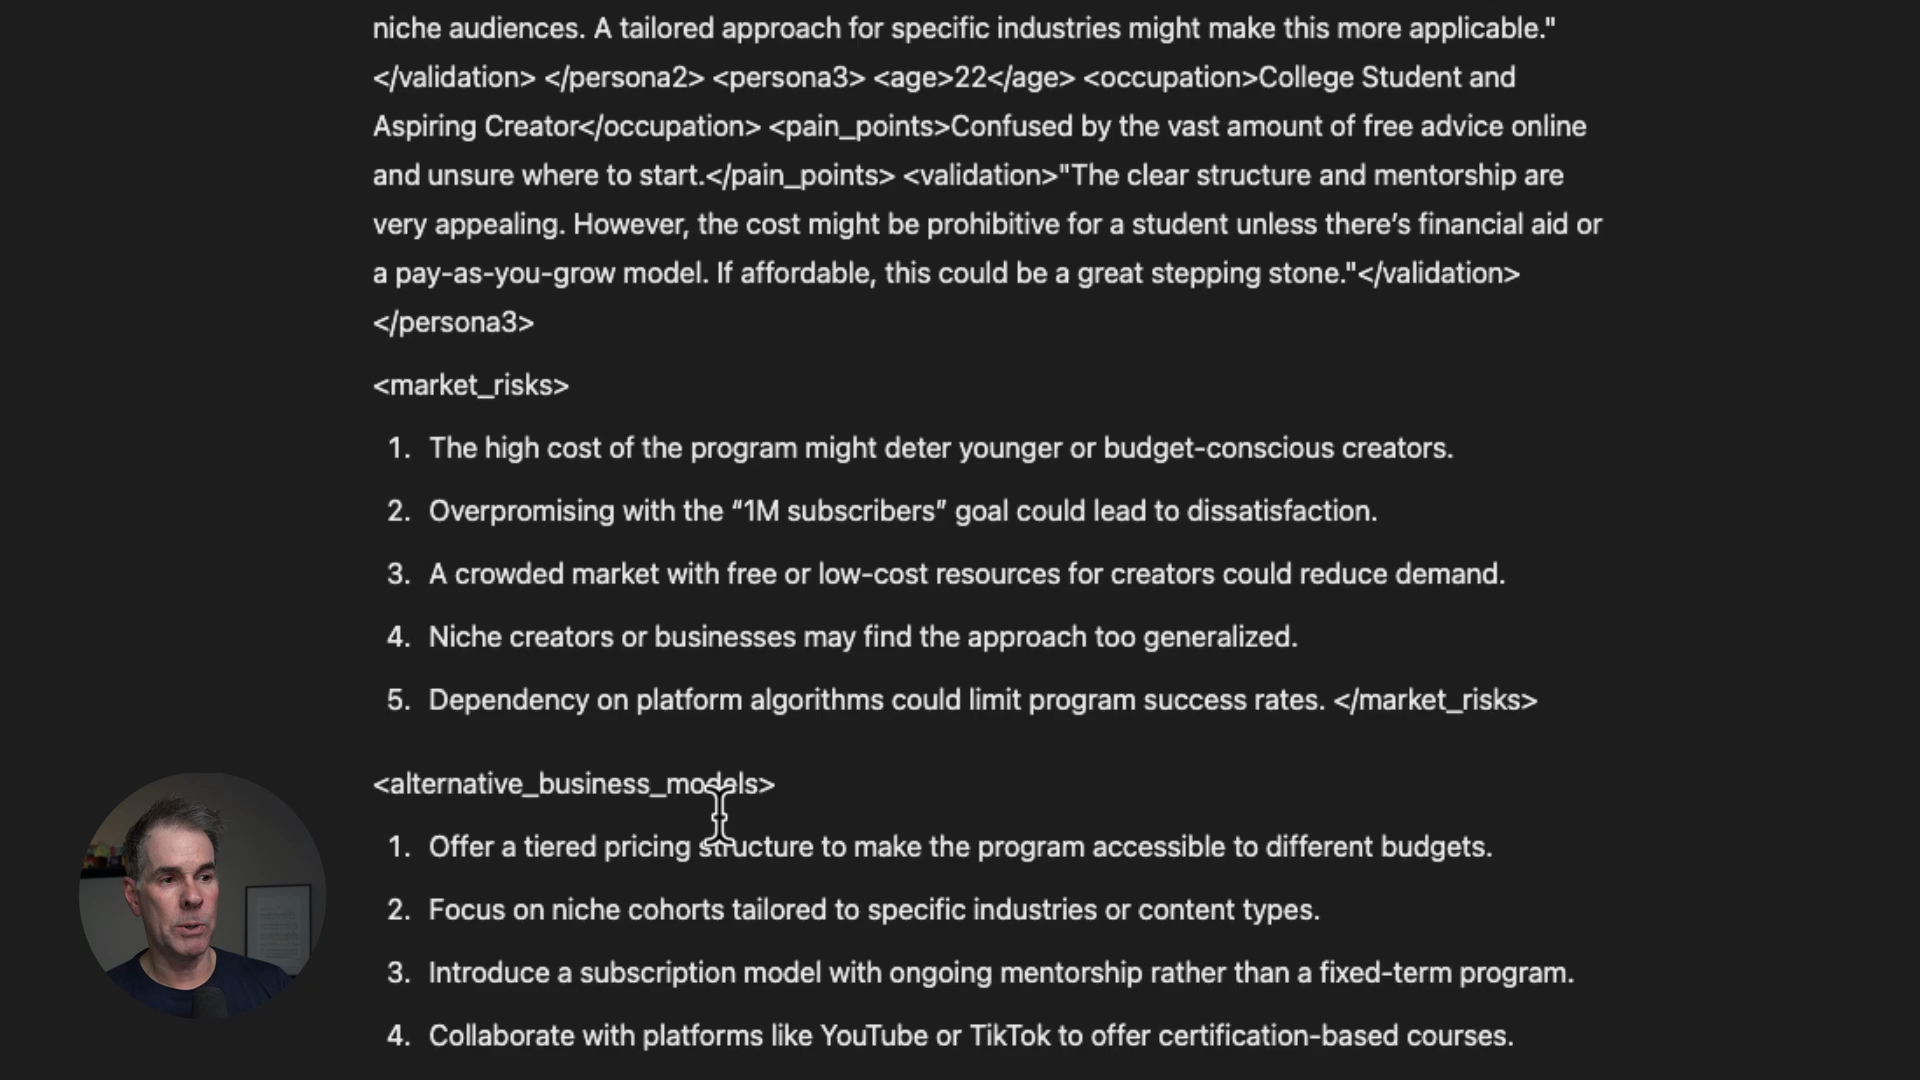 niche audiences. A tailored approach for specific industries might make this more applicable."
</validation> </persona2> <persona3> <age>22</age> <occupation>College Student and
Aspiring Creator</occupation> <pain_points>Confused by the vast amount of free advice online
and unsure where to start.</pain_points> <validation>"The clear structure and mentorship are
very appealing. However, the cost might be prohibitive for a student unless there’s financial aid or
a pay-as-you-grow model. If affordable, this could be a great stepping stone."</validation>
</persona3>
<market_risks>
1. The high cost of the program might deter younger or budget-conscious creators.
2. Overpromising with the “1M subscribers” goal could lead to dissatisfaction.
3. A crowded market with free or low-cost resources for creators could reduce demand.
4. Niche creators or businesses may find the approach too generalized.
5. Dependency on platform algorithms could limit program success rates. </market_risks>
<alternative_business_models>
1. Offer a tiered pricing structure to make the program accessible to different budgets.
2. Focus on niche cohorts tailored to specific industries or content types.
3. Introduce a subscription model with ongoing mentorship rather than a fixed-term program.
4. Collaborate with platforms like YouTube or TikTok to offer certification-based courses.